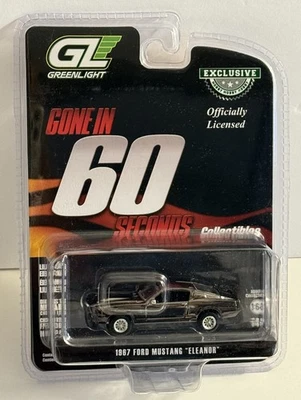 GL
GREENLIGHT
EXCLUSIVE
Officially
Licensed
GONE IN
60
SECONDS
Collectibles
1967 FORD MUSTANG "ELEANOR"